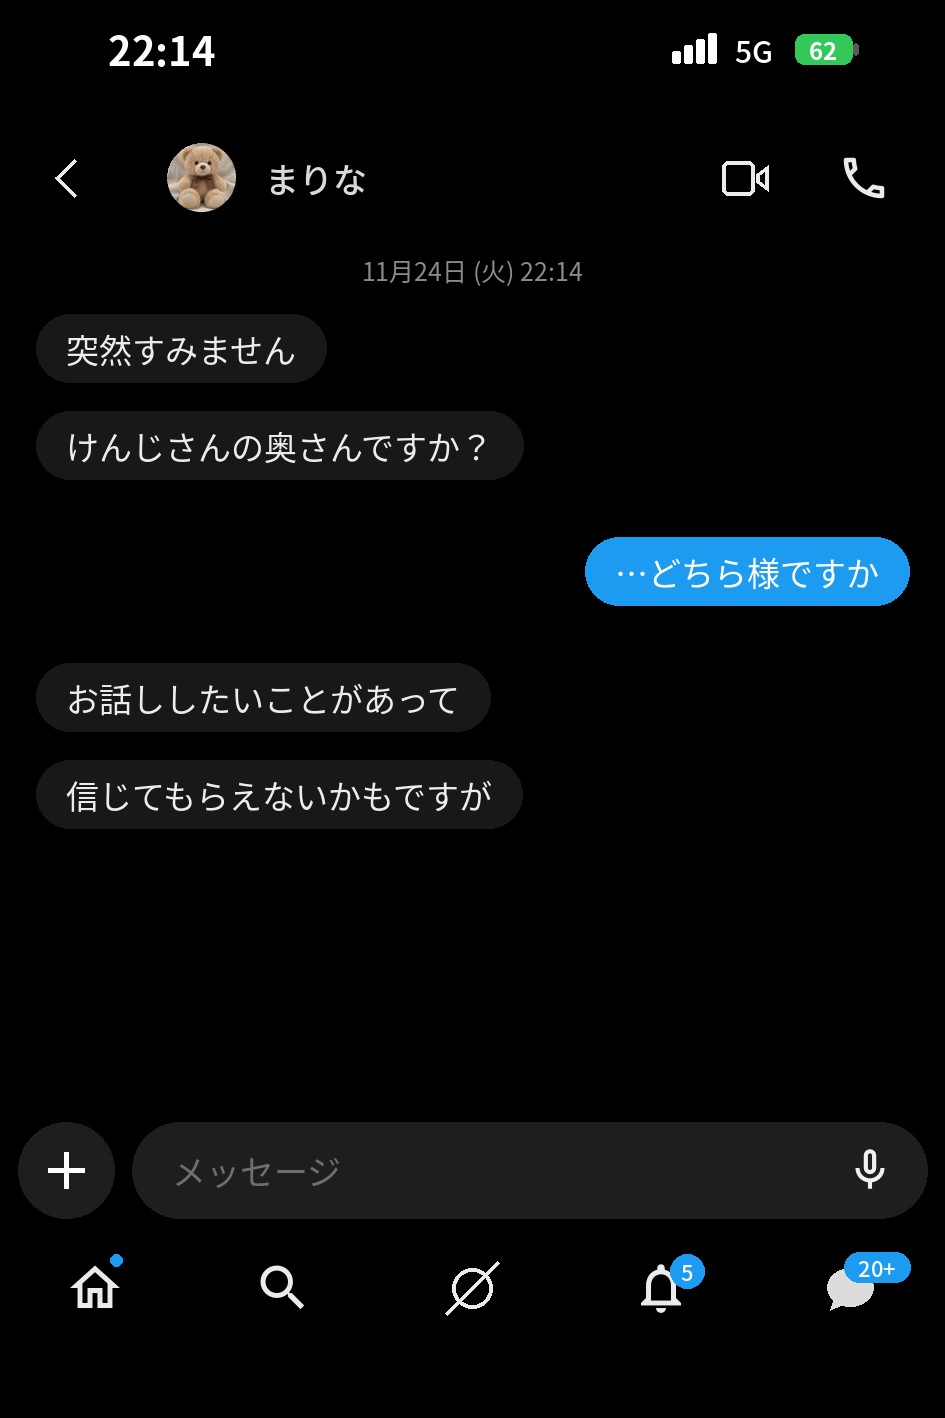 22:14
5G
62
まりな
11月24日 (火) 22:14
突然すみません
けんじさんの奥さんですか？
…どちら様ですか
お話ししたいことがあって
信じてもらえないかもですが
メッセージ
5
20+